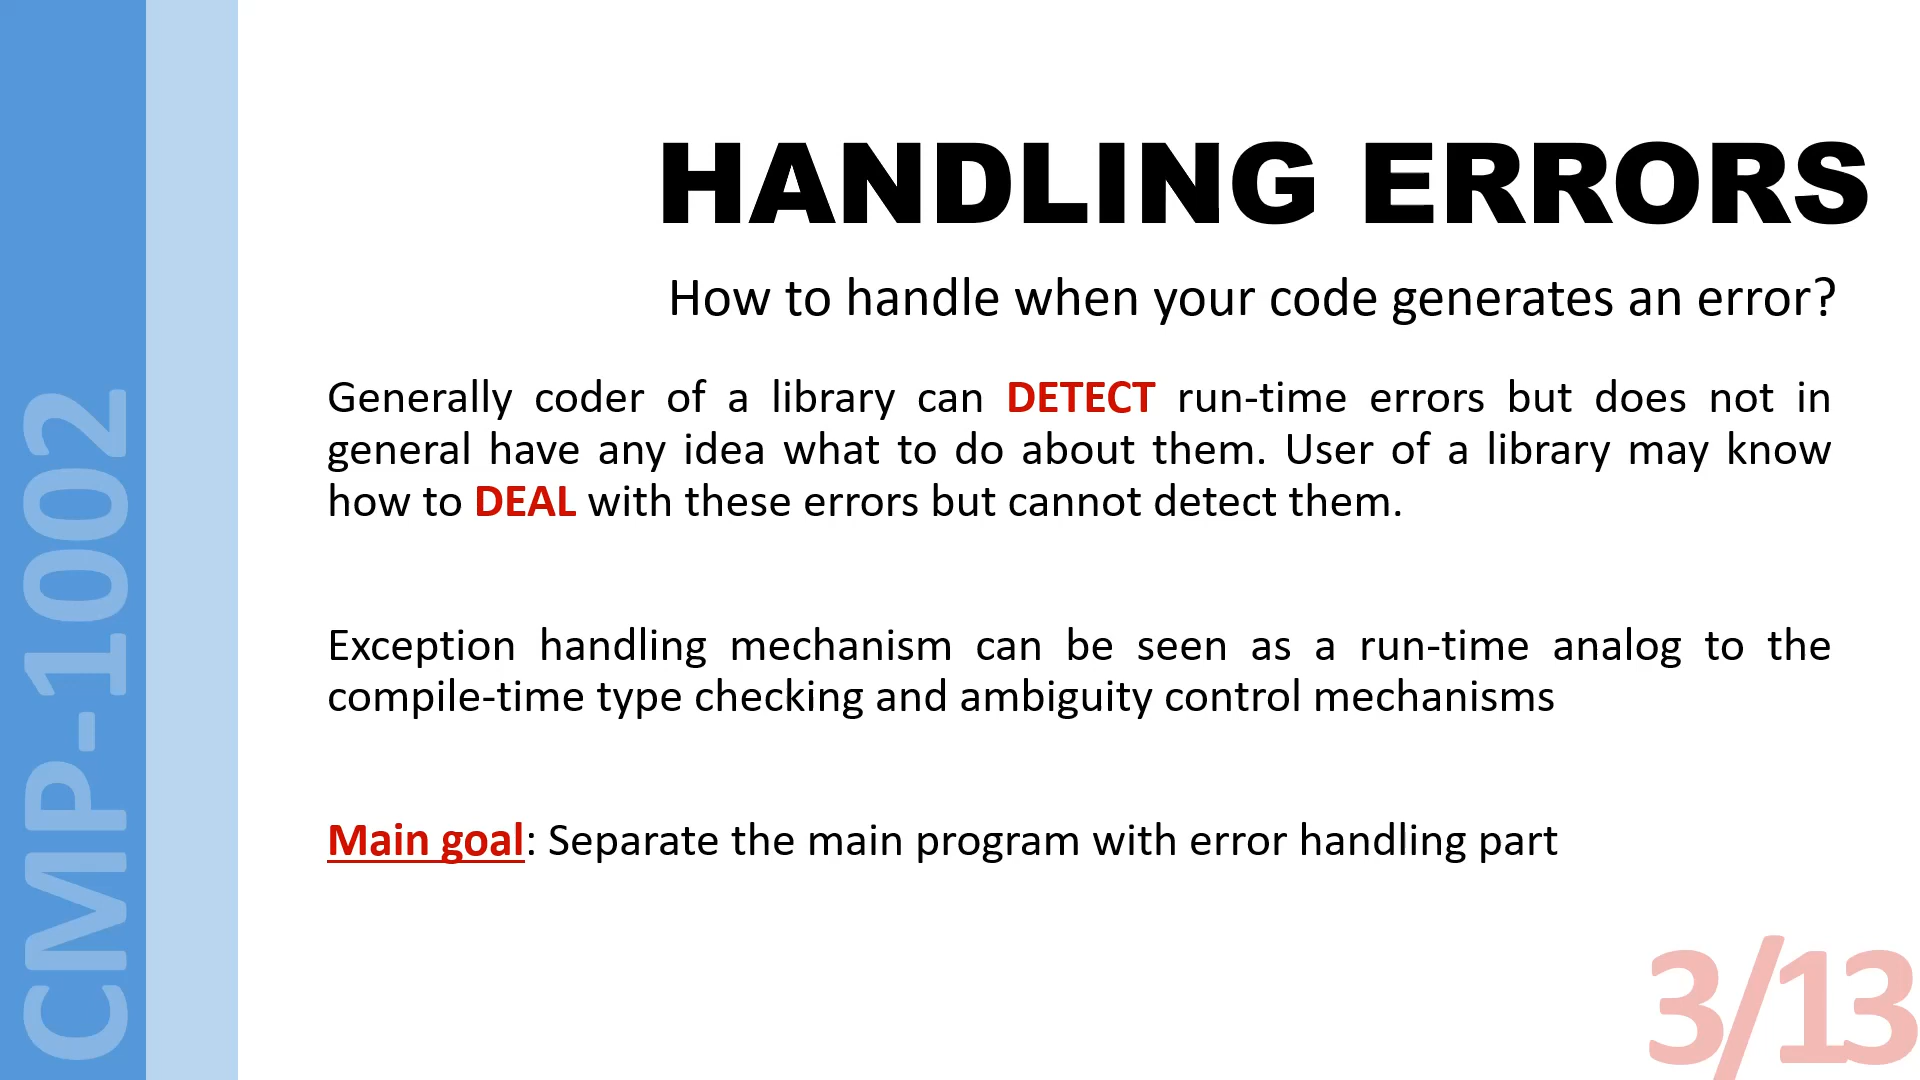 CMP-1002
HANDLING ERRORS
How to handle when your code generates an error?
Generally coder of a library can DETECT run-time errors but does not in
general have any idea what to do about them. User of a library may know
how to DEAL with these errors but cannot detect them.
Exception handling mechanism can be seen as a run-time analog to the
compile-time type checking and ambiguity control mechanisms
Main goal: Separate the main program with error handling part
3/13